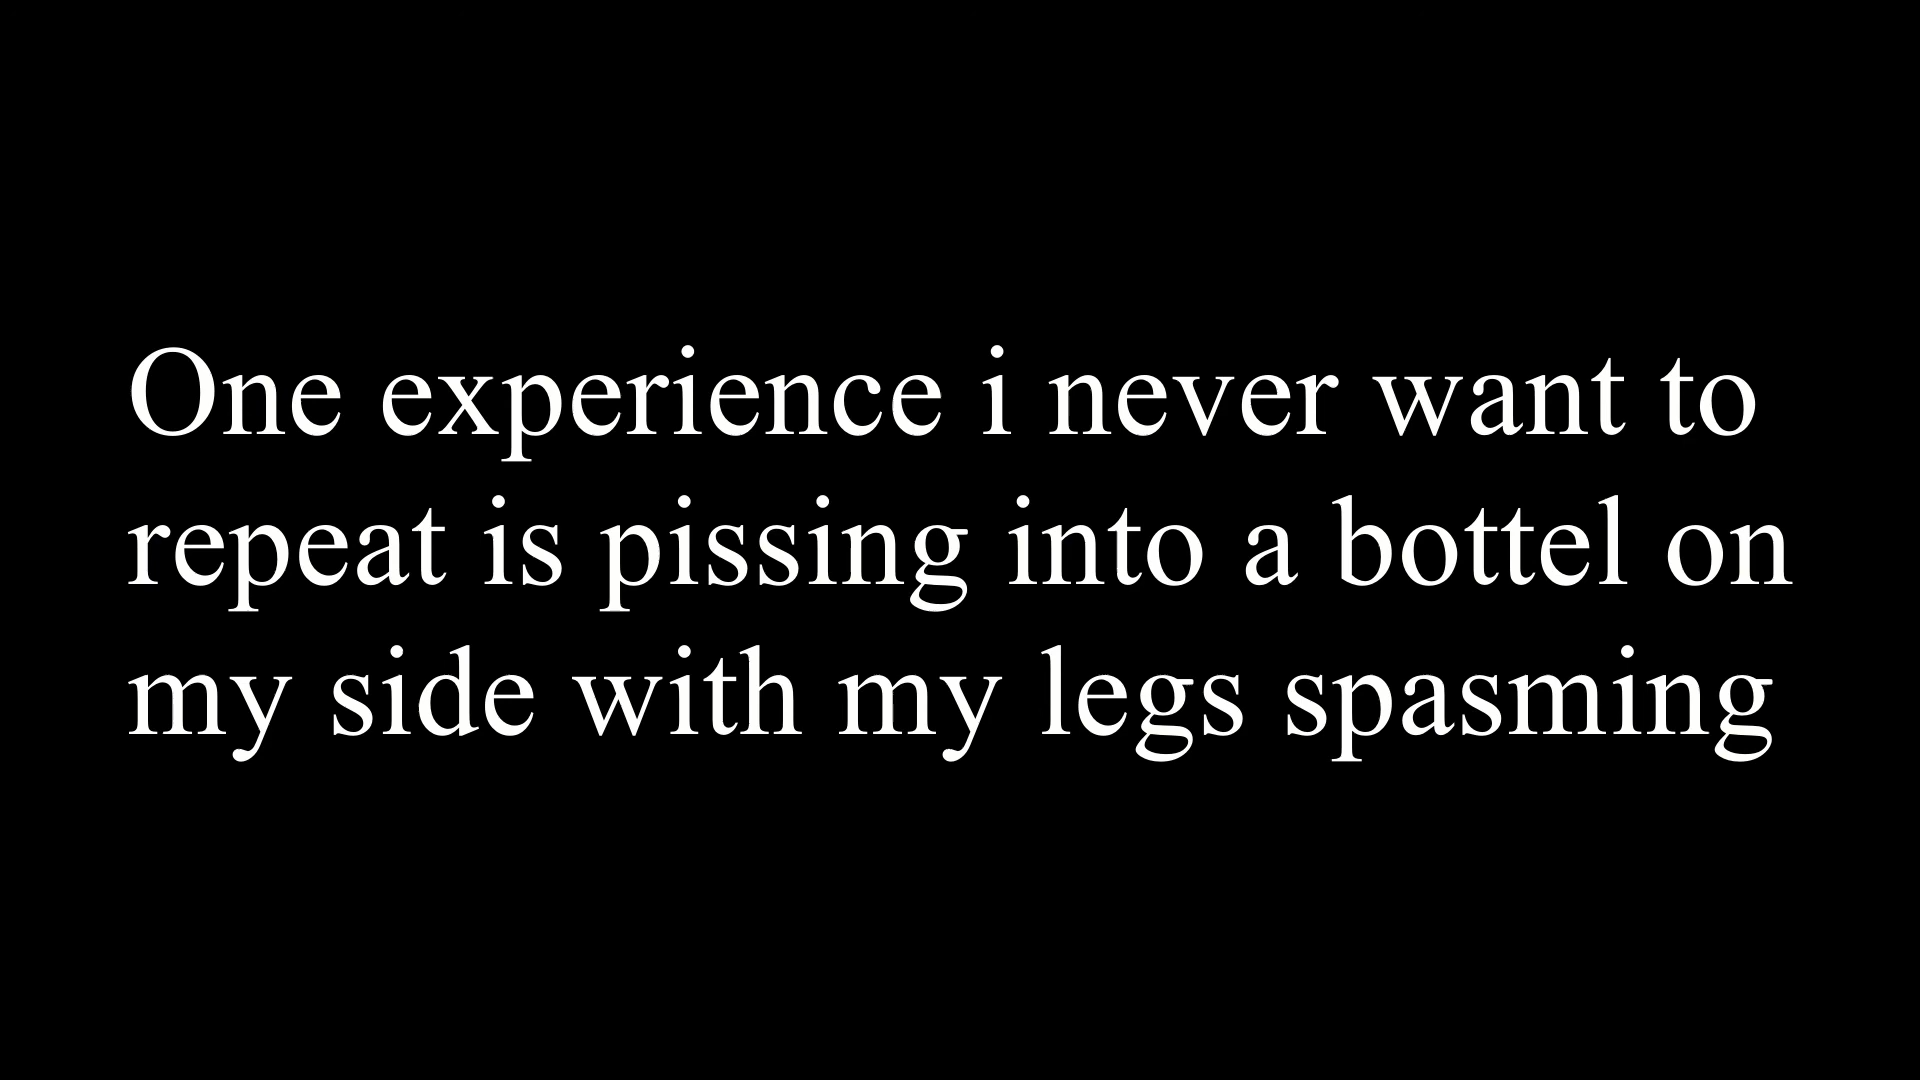 One experience i never want to
repeat is pissing into a bottel on
my side with my legs spasming